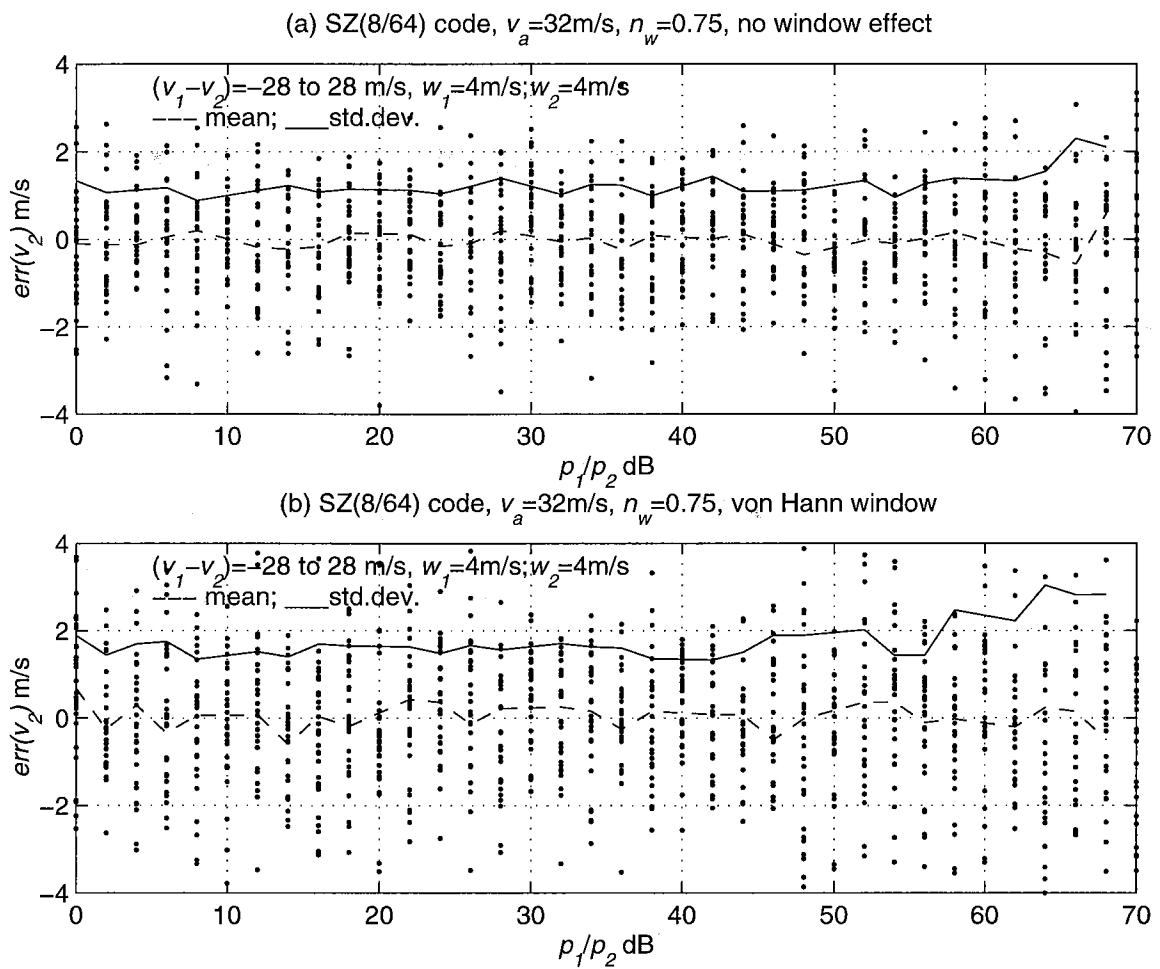 (a) SZ(8/64) code, v_a=32m/s, n_w=0.75, no window effect
4
(v_1−v_2)=−28 to 28 m/s, w_1=4m/s;w_2=4m/s
--- mean; ___std.dev.
2
0
−2
−4
err(v_2) m/s
0 10 20 30 40 50 60 70
p_1/p_2 dB
(b) SZ(8/64) code, v_a=32m/s, n_w=0.75, von Hann window
4
(v_1−v_2)=−28 to 28 m/s, w_1=4m/s;w_2=4m/s
--- mean; ___std.dev.
2
0
−2
−4
err(v_2) m/s
0 10 20 30 40 50 60 70
p_1/p_2 dB